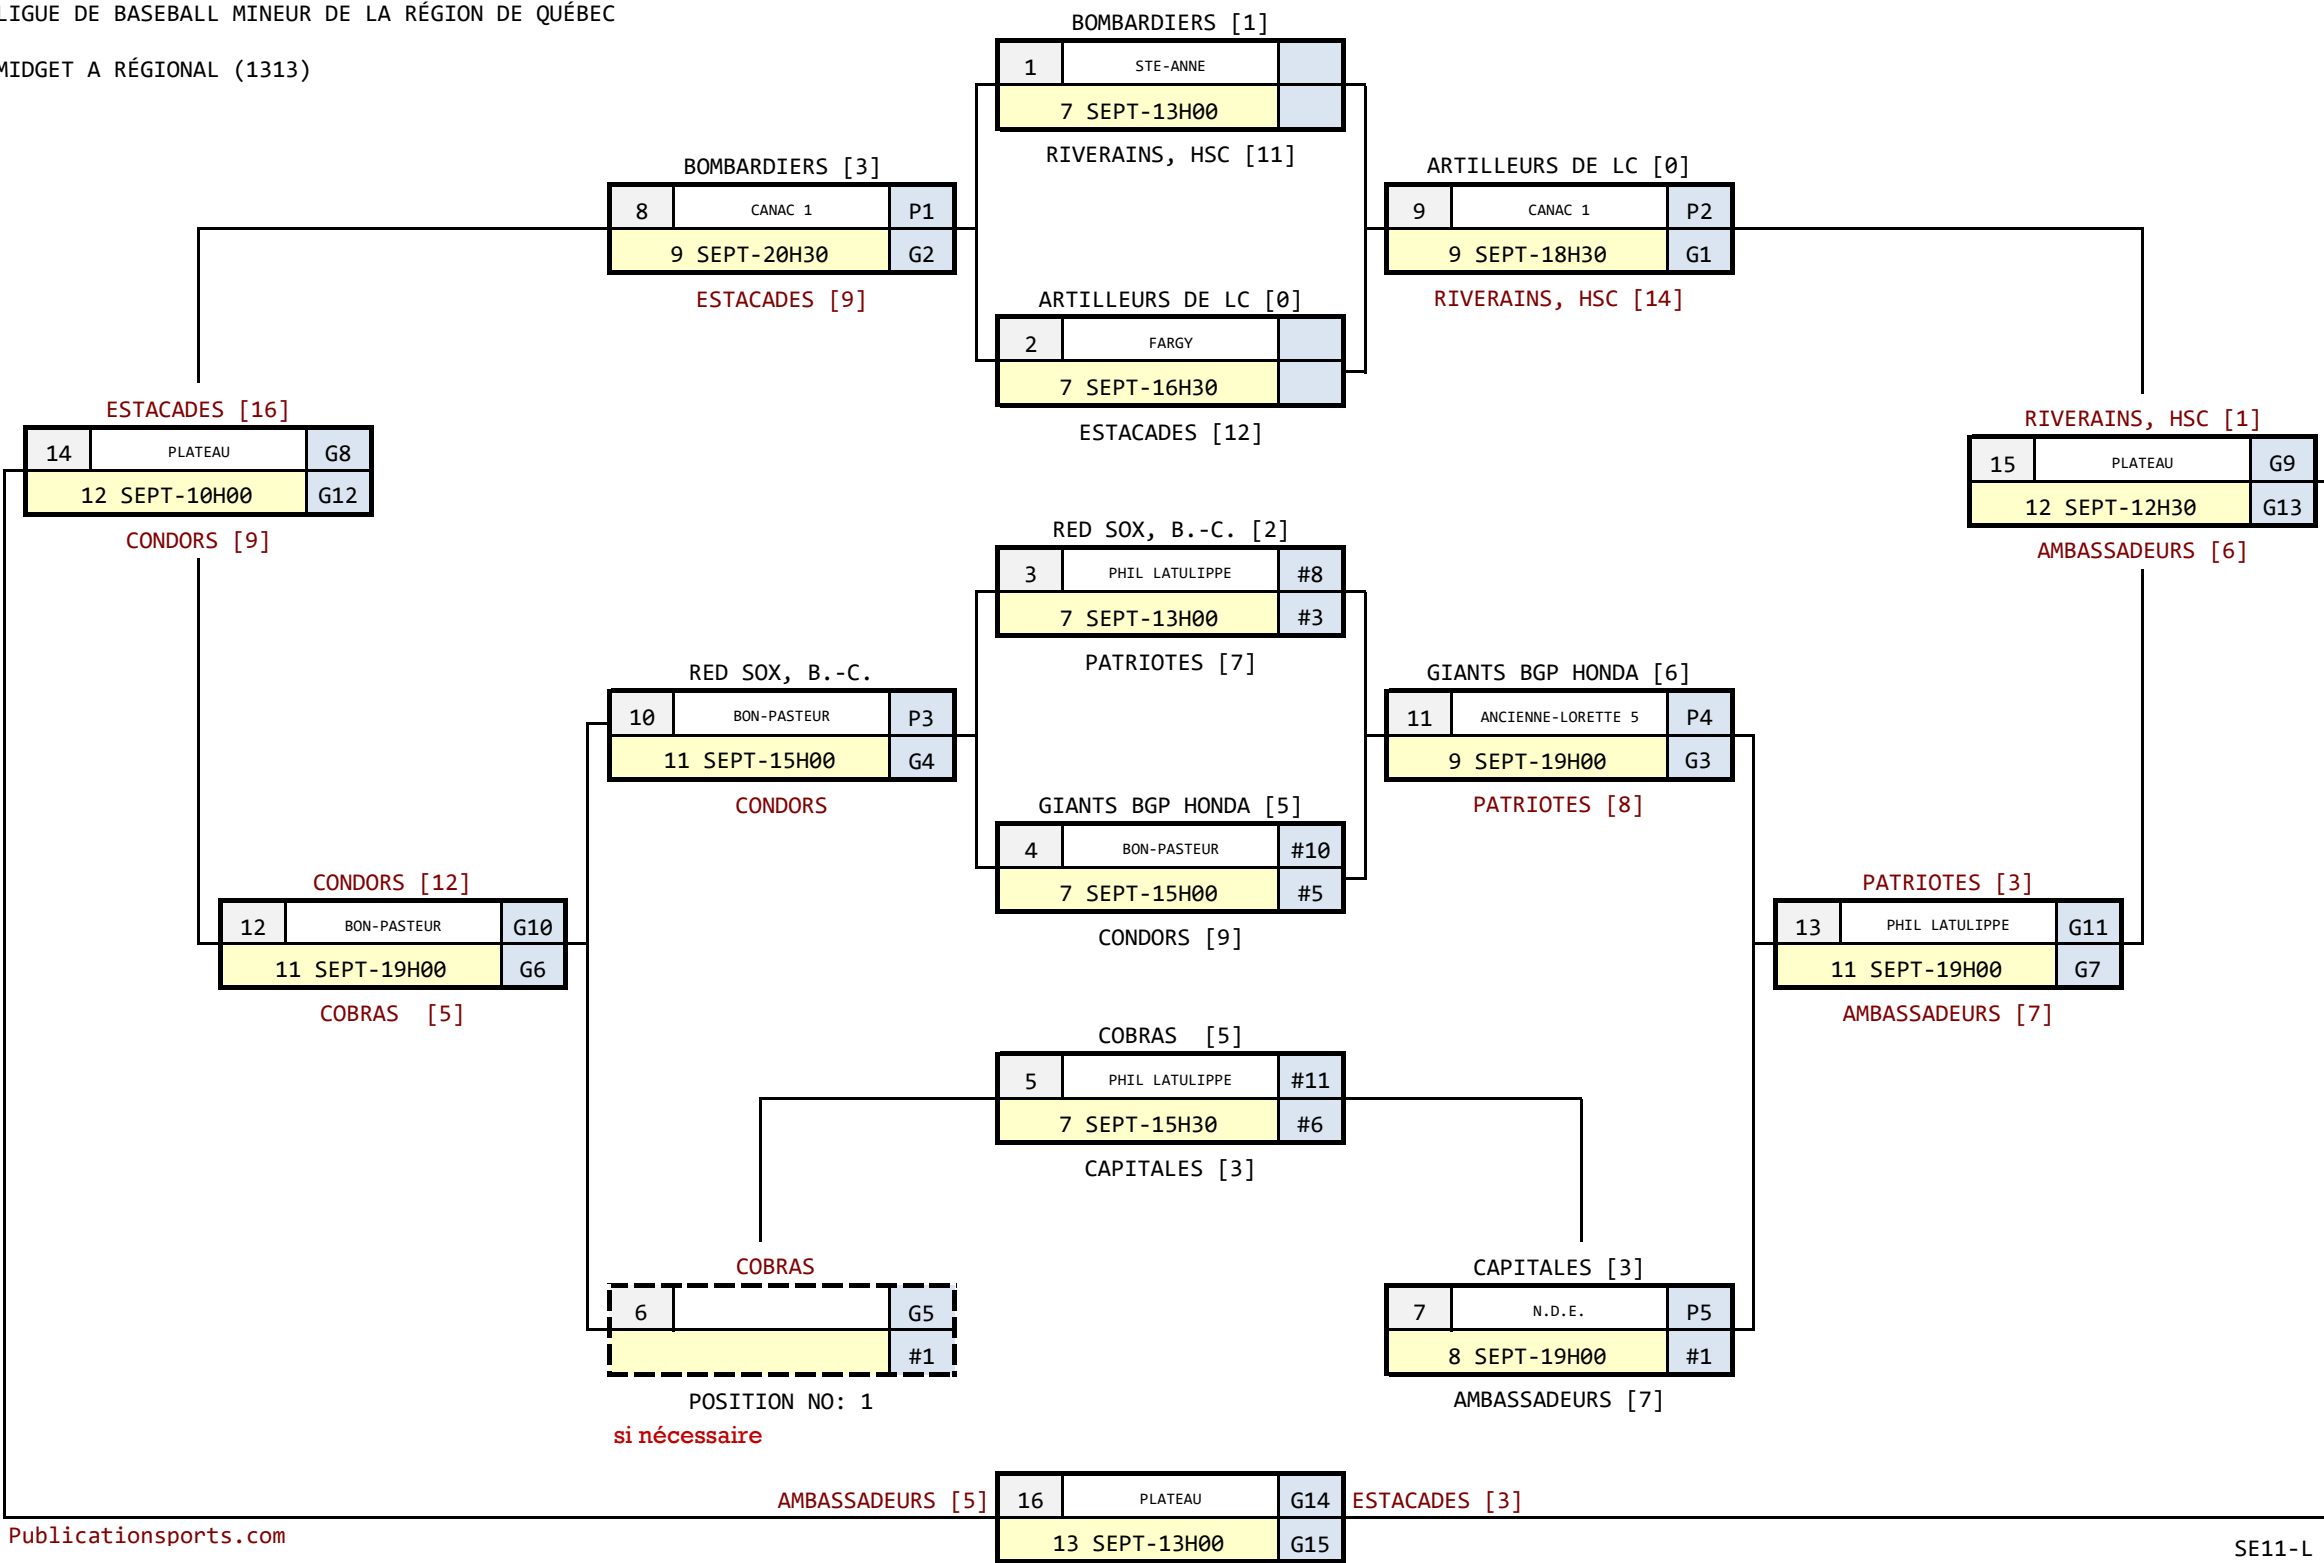 LIGUE DE BASEBALL MINEUR DE LA RÉGION DE QUÉBEC
MIDGET A RÉGIONAL (1313)
BOMBARDIERS [1]
1 STE-ANNE
7 SEPT-13H00
RIVERAINS, HSC [11]
BOMBARDIERS [3]
8 CANAC 1 P1
9 SEPT-20H30 G2
ESTACADES [9]
ARTILLEURS DE LC [0]
9 CANAC 1 P2
9 SEPT-18H30 G1
RIVERAINS, HSC [14]
ARTILLEURS DE LC [0]
2 FARGY
7 SEPT-16H30
ESTACADES [12]
ESTACADES [16]
14 PLATEAU G8
12 SEPT-10H00 G12
CONDORS [9]
RIVERAINS, HSC [1]
15 PLATEAU G9
12 SEPT-12H30 G13
AMBASSADEURS [6]
RED SOX, B.-C. [2]
3 PHIL LATULIPPE #8
7 SEPT-13H00 #3
PATRIOTES [7]
RED SOX, B.-C.
10 BON-PASTEUR P3
11 SEPT-15H00 G4
CONDORS
GIANTS BGP HONDA [6]
11 ANCIENNE-LORETTE 5 P4
9 SEPT-19H00 G3
PATRIOTES [8]
GIANTS BGP HONDA [5]
4 BON-PASTEUR #10
7 SEPT-15H00 #5
CONDORS [9]
CONDORS [12]
12 BON-PASTEUR G10
11 SEPT-19H00 G6
COBRAS [5]
PATRIOTES [3]
13 PHIL LATULIPPE G11
11 SEPT-19H00 G7
AMBASSADEURS [7]
COBRAS [5]
5 PHIL LATULIPPE #11
7 SEPT-15H30 #6
CAPITALES [3]
COBRAS
6 G5
#1
POSITION NO: 1
si nécessaire
CAPITALES [3]
7 N.D.E. P5
8 SEPT-19H00 #1
AMBASSADEURS [7]
AMBASSADEURS [5] 16 PLATEAU G14 ESTACADES [3]
13 SEPT-13H00 G15
Publicationsports.com
SE11-L